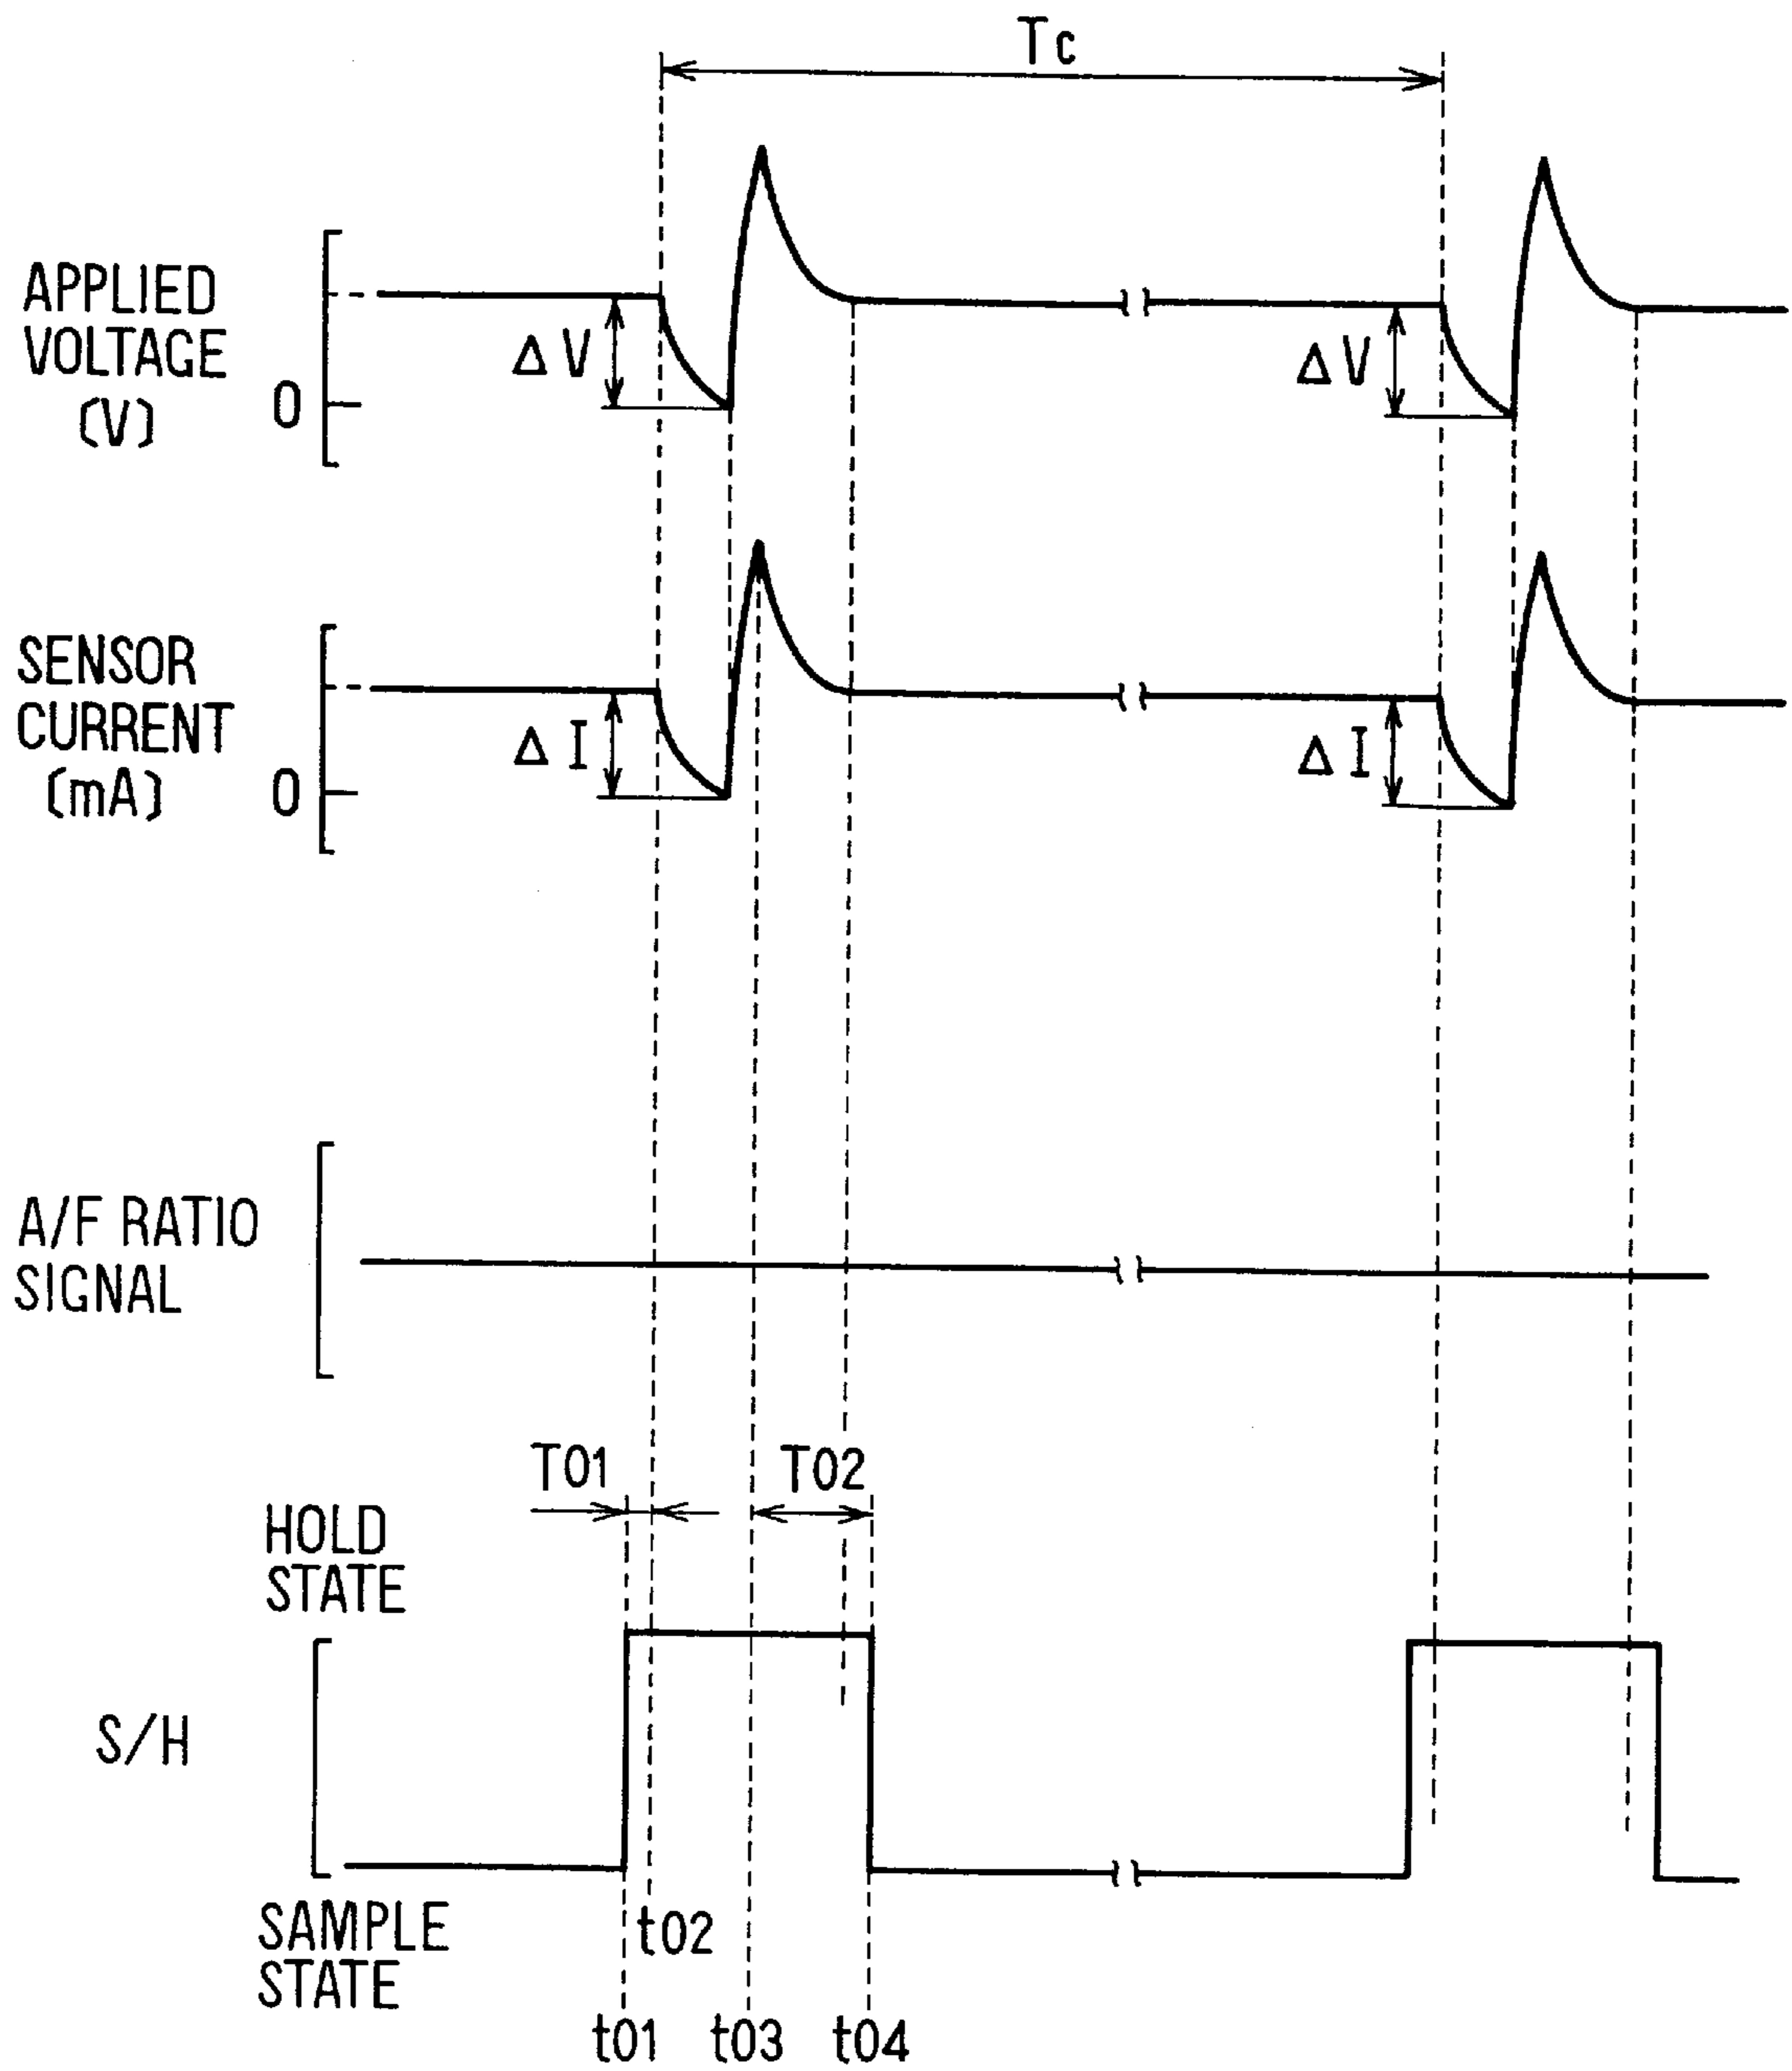 Tc
APPLIED
VOLTAGE
(V)
0
ΔV
ΔV
SENSOR
CURRENT
(mA)
0
ΔI
ΔI
A/F RATIO
SIGNAL
T01
T02
HOLD
STATE
S/H
SAMPLE
STATE
t02
t01
t03
t04